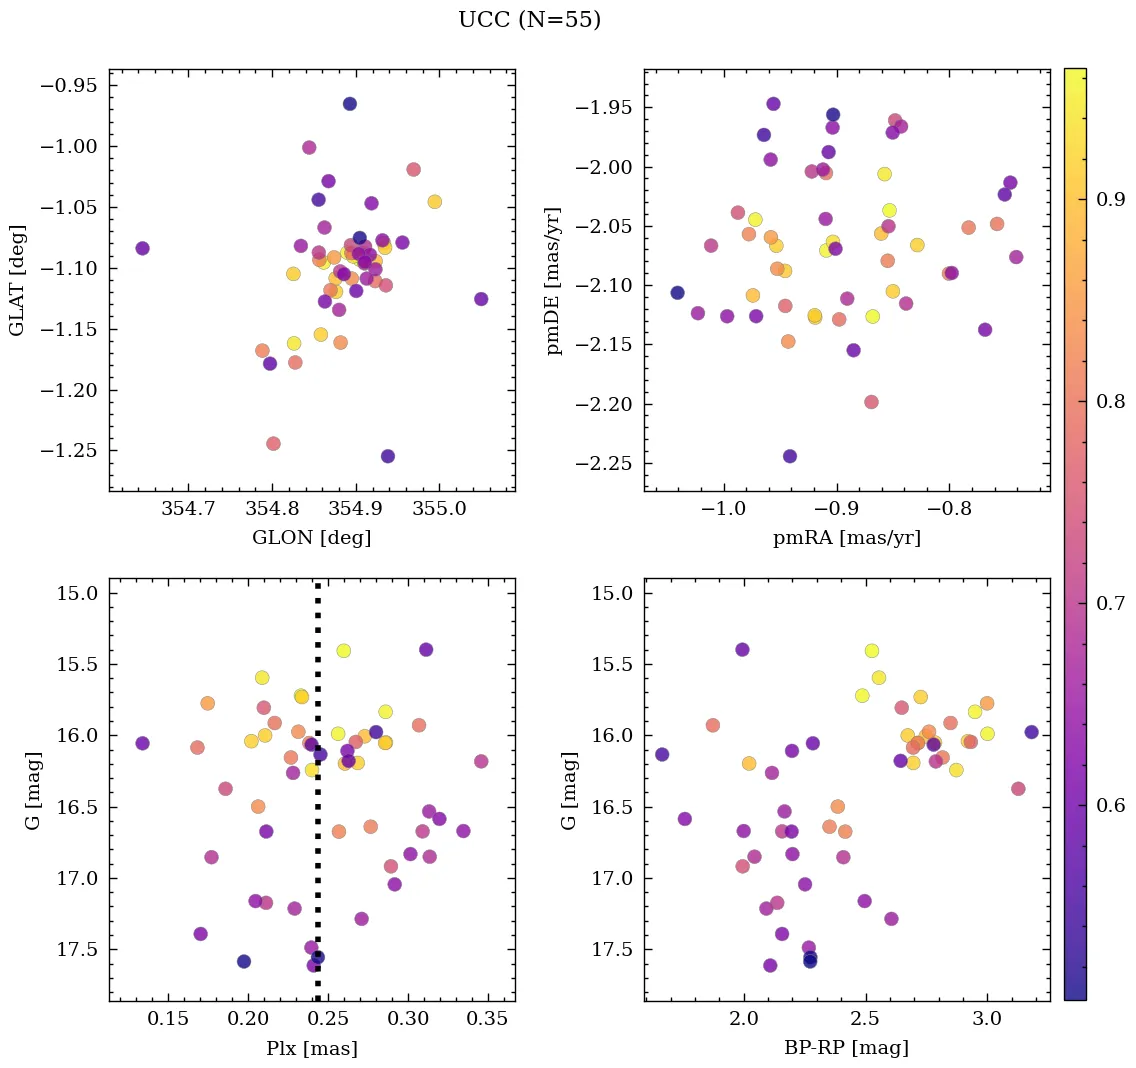 UCC (N=55)
−0.95
−1.00
−1.05
−1.10
−1.15
−1.20
−1.25
GLAT [deg]
354.7 354.8 354.9 355.0
GLON [deg]
−1.95
−2.00
−2.05
−2.10
−2.15
−2.20
−2.25
pmDE [mas/yr]
−1.0 −0.9 −0.8
pmRA [mas/yr]
0.9
0.8
0.7
0.6
15.0
15.5
16.0
16.5
17.0
17.5
G [mag]
0.15 0.20 0.25 0.30 0.35
Plx [mas]
15.0
15.5
16.0
16.5
17.0
17.5
G [mag]
2.0 2.5 3.0
BP-RP [mag]